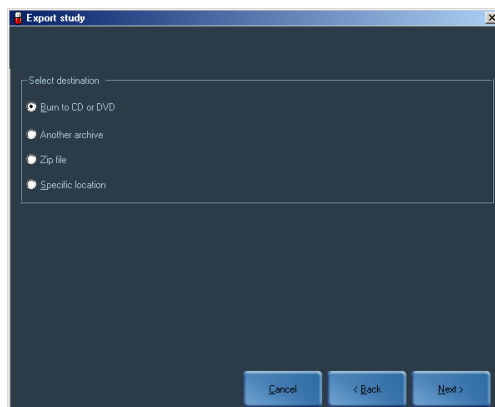 Export study
Select destination
Burn to CD or DVD
Another archive
Zip file
Specific location
Cancel
< Back
Next >